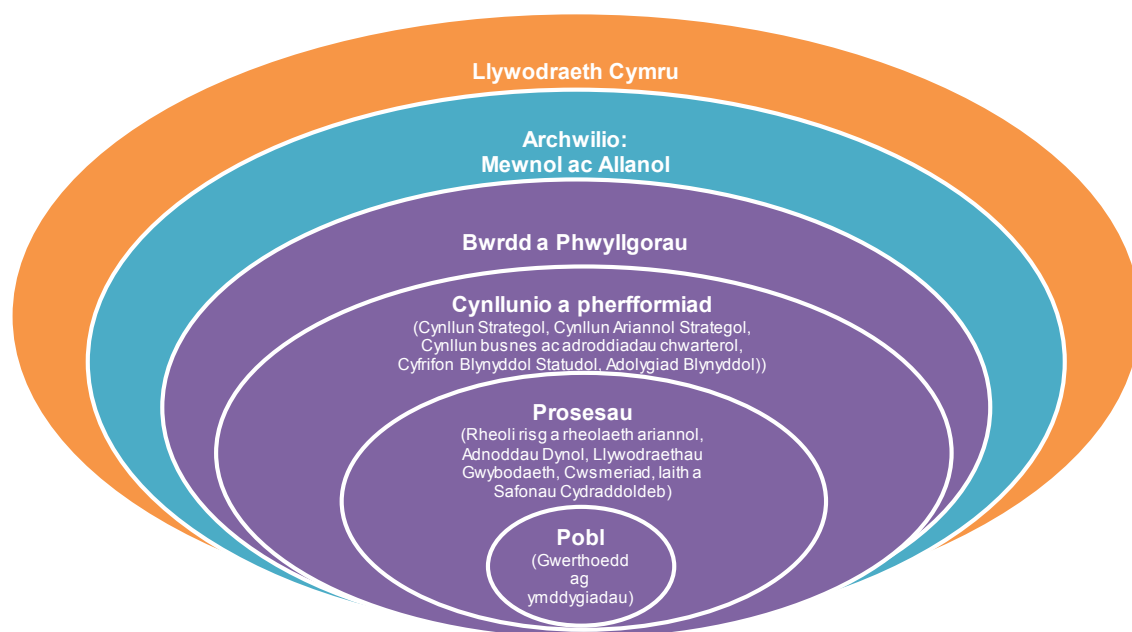 Llywodraeth Cymru
Archwilio:
Mewnol ac Allanol
Bwrdd a Phwyllgorau
Cynllunio a pherfformiad
(Cynllun Strategol, Cynllun Ariannol Strategol,
Cynllun busnes ac adroddiadau chwarterol,
Cyfrifon Blynyddol Statudol, Adolygiad Blynyddol))
Prosesau
(Rheoli risg a rheolaeth ariannol,
Adnoddau Dynol, Llywodraethau
Gwybodaeth, Cwsmeriad, Iaith a
Safonau Cydraddoldeb)
Pobl
(Gwerthoedd
ag
ymddygiadau)